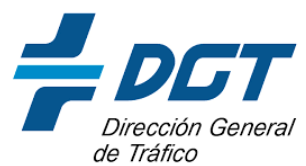 DGT
Dirección General
de Tráfico